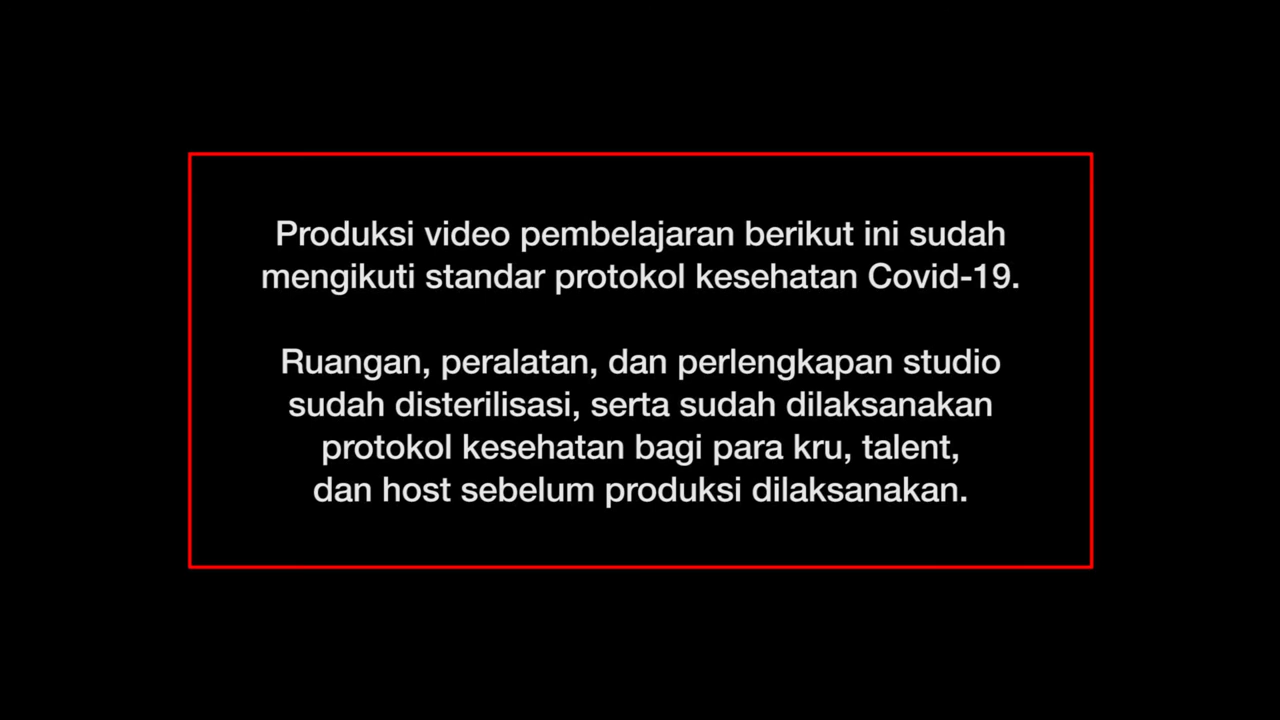 Produksi video pembelajaran berikut ini sudah
mengikuti standar protokol kesehatan Covid-19.
Ruangan, peralatan, dan perlengkapan studio
sudah disterilisasi, serta sudah dilaksanakan
protokol kesehatan bagi para kru, talent,
dan host sebelum produksi dilaksanakan.